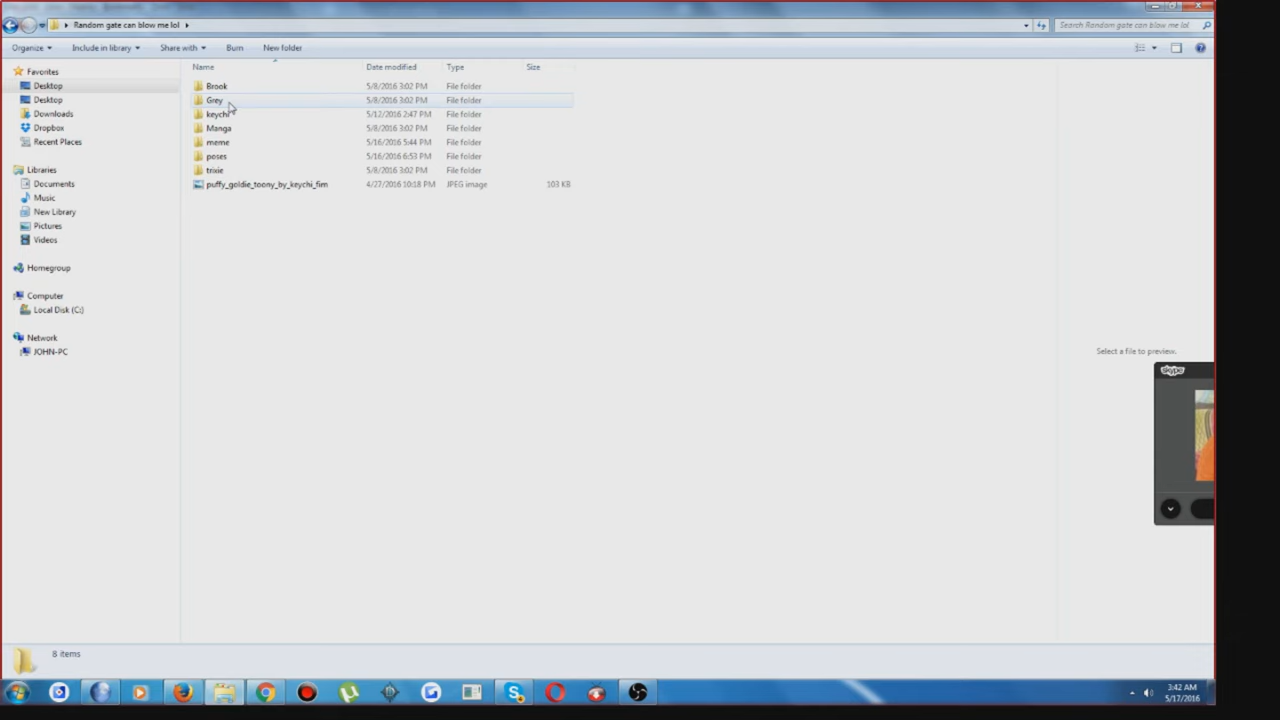 Random gate can blow me lol
Search Random gate can blow me lol
Organize Include in library Share with Burn New folder
Name Date modified Type Size
Favorites
Desktop
Desktop
Downloads
Dropbox
Recent Places
Libraries
Documents
Music
New Library
Pictures
Videos
Homegroup
Computer
Local Disk (C:)
Network
JOHN-PC
Brook 5/8/2016 3:02 PM File folder
Grey 5/8/2016 3:02 PM File folder
keychi 5/12/2016 2:47 PM File folder
Manga 5/8/2016 3:02 PM File folder
meme 5/16/2016 5:44 PM File folder
poses 5/16/2016 6:53 PM File folder
trixie 5/8/2016 3:02 PM File folder
puffy_goldie_toony_by_keychi_fim 4/27/2016 10:18 PM JPEG image 103 KB
Select a file to preview.
skype
8 items
3:42 AM
5/17/2016